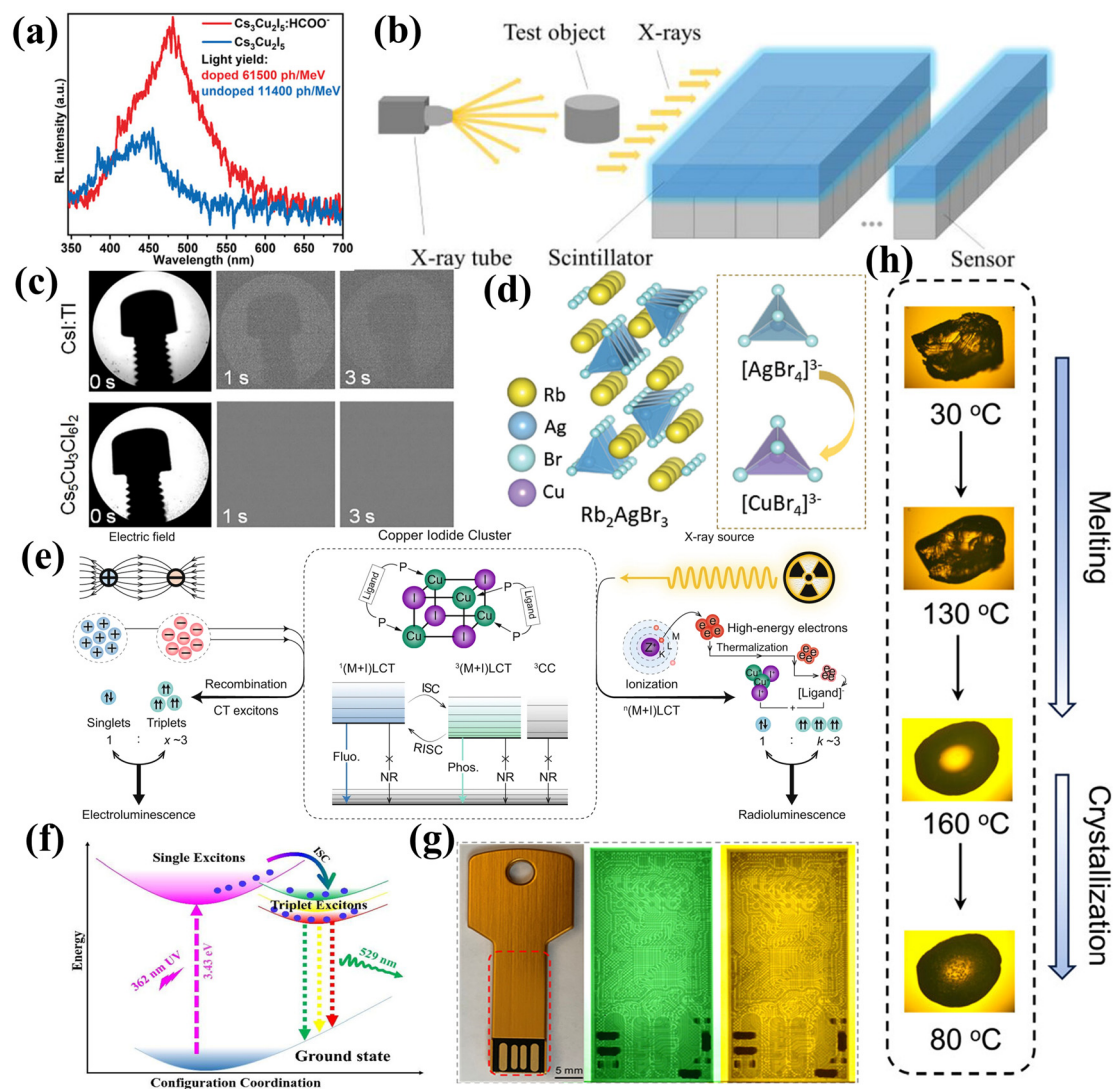 (a)
Cs₃Cu₂I₅:HCOO⁻
Cs₃Cu₂I₅
Light yield:
doped 61500 ph/MeV
undoped 11400 ph/MeV
RL intensity (a.u.)
350 400 450 500 550 600 650 700
Wavelength (nm)
(b)
Test object
X-rays
X-ray tube
Scintillator
Sensor
(c)
CsI:Tl
0 s
1 s
3 s
Cs₅Cu₃Cl₆I₂
0 s
1 s
3 s
(d)
Rb
Ag
Br
Cu
Rb₂AgBr₃
[AgBr₄]³⁻
[CuBr₄]³⁻
(e)
Electric field
Copper Iodide Cluster
X-ray source
Ligand
P
P
Cu
I
I
Cu
Cu
I
Cu
I
P
P
Ligand
Recombination
CT excitons
Singlets
Triplets
1 : x ~3
Electroluminescence
¹(M+I)LCT
³(M+I)LCT
³CC
ISC
RISC
Fluo.
NR
Phos.
NR
NR
Z⁺
K
L
M
High-energy electrons
Thermalization
Ionization
ⁿ(M+I)LCT
[Ligand]⁻
1 : k ~3
Radioluminescence
(f)
Single Excitons
ISC
Triplet Excitons
362 nm UV
3.43 eV
529 nm
Ground state
Energy
Configuration Coordination
(g)
5 mm
(h)
30 °C
130 °C
160 °C
80 °C
Melting
Crystallization